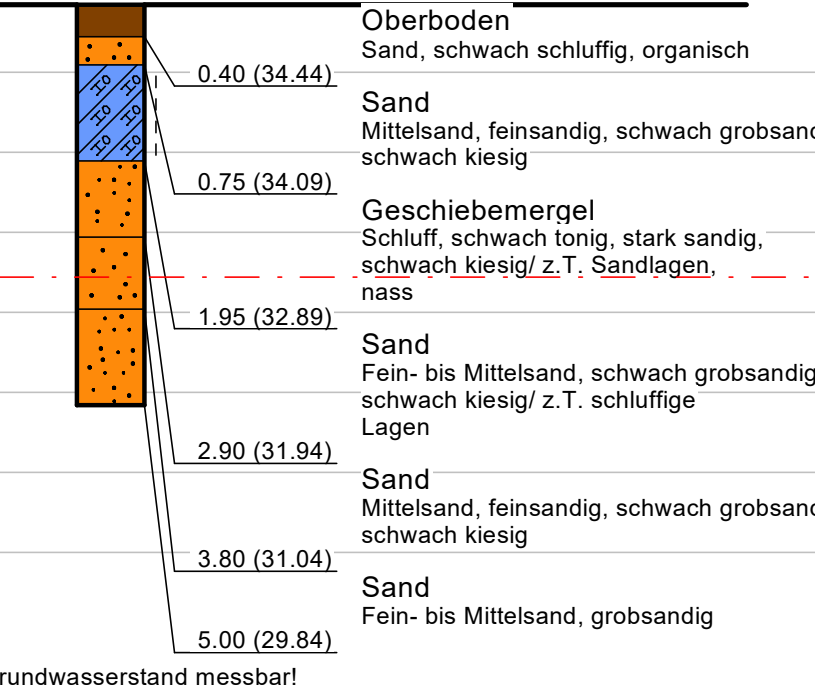 Oberboden
Sand, schwach schluffig, organisch
0.40 (34.44)
Sand
Mittelsand, feinsandig, schwach grobsand
schwach kiesig
0.75 (34.09)
Geschiebemergel
Schluff, schwach tonig, stark sandig,
schwach kiesig/ z.T. Sandlagen,
nass
1.95 (32.89)
Sand
Fein- bis Mittelsand, schwach grobsandig
schwach kiesig/ z.T. schluffige
Lagen
2.90 (31.94)
Sand
Mittelsand, feinsandig, schwach grobsand
schwach kiesig
3.80 (31.04)
Sand
Fein- bis Mittelsand, grobsandig
5.00 (29.84)
rundwasserstand messbar!